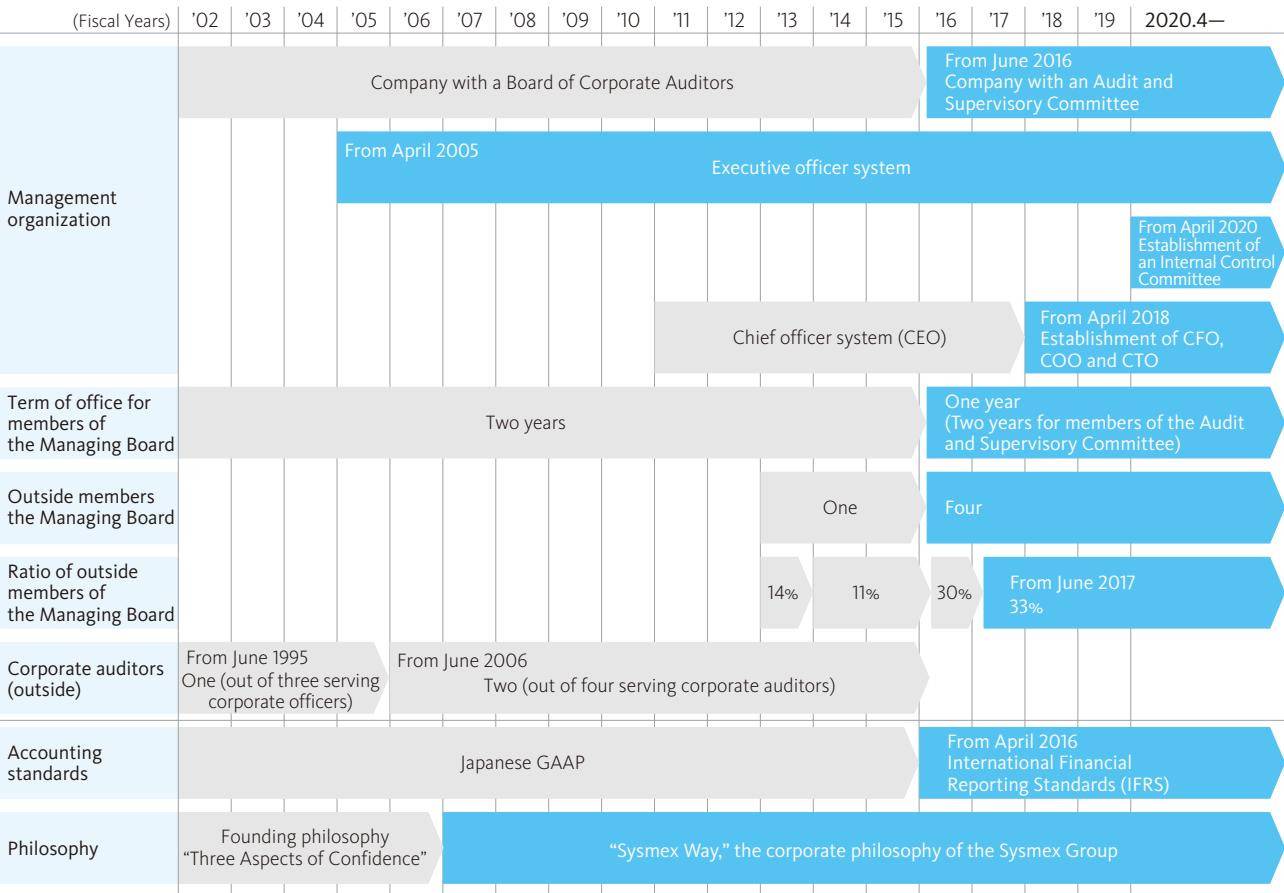 (Fiscal Years) ’02 ’03 ’04 ’05 ’06 ’07 ’08 ’09 ’10 ’11 ’12 ’13 ’14 ’15 ’16 ’17 ’18 ’19 2020.4—
Management
organization
Company with a Board of Corporate Auditors
From June 2016
Company with an Audit and
Supervisory Committee
From April 2005
Executive officer system
From April 2020
Establishment of
an Internal Control
Committee
Chief officer system (CEO)
From April 2018
Establishment of CFO,
COO and CTO
Term of office for
members of
the Managing Board
Two years
One year
(Two years for members of the Audit
and Supervisory Committee)
Outside members
the Managing Board
One
Four
Ratio of outside
members of
the Managing Board
14%
11%
30%
From June 2017
33%
Corporate auditors
(outside)
From June 1995
One (out of three serving
corporate officers)
From June 2006
Two (out of four serving corporate auditors)
Accounting
standards
Japanese GAAP
From April 2016
International Financial
Reporting Standards (IFRS)
Philosophy
Founding philosophy
“Three Aspects of Confidence”
“Sysmex Way,” the corporate philosophy of the Sysmex Group